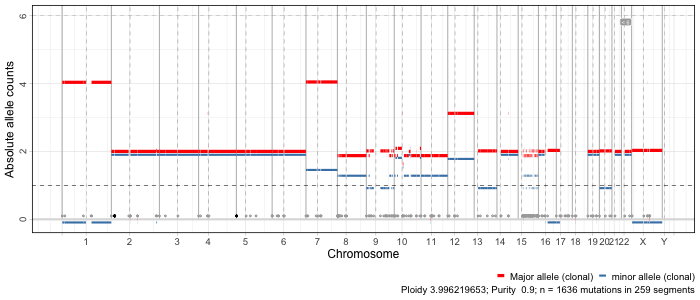 Absolute allele counts
6
4
2
0
1 2 3 4 5 6 7 8 9 10 11 12 13 14 15 16 17 18 19 20 21 22 X Y
Chromosome
Major allele (clonal) minor allele (clonal)
Ploidy 3.996219653; Purity 0.9; n = 1636 mutations in 259 segments